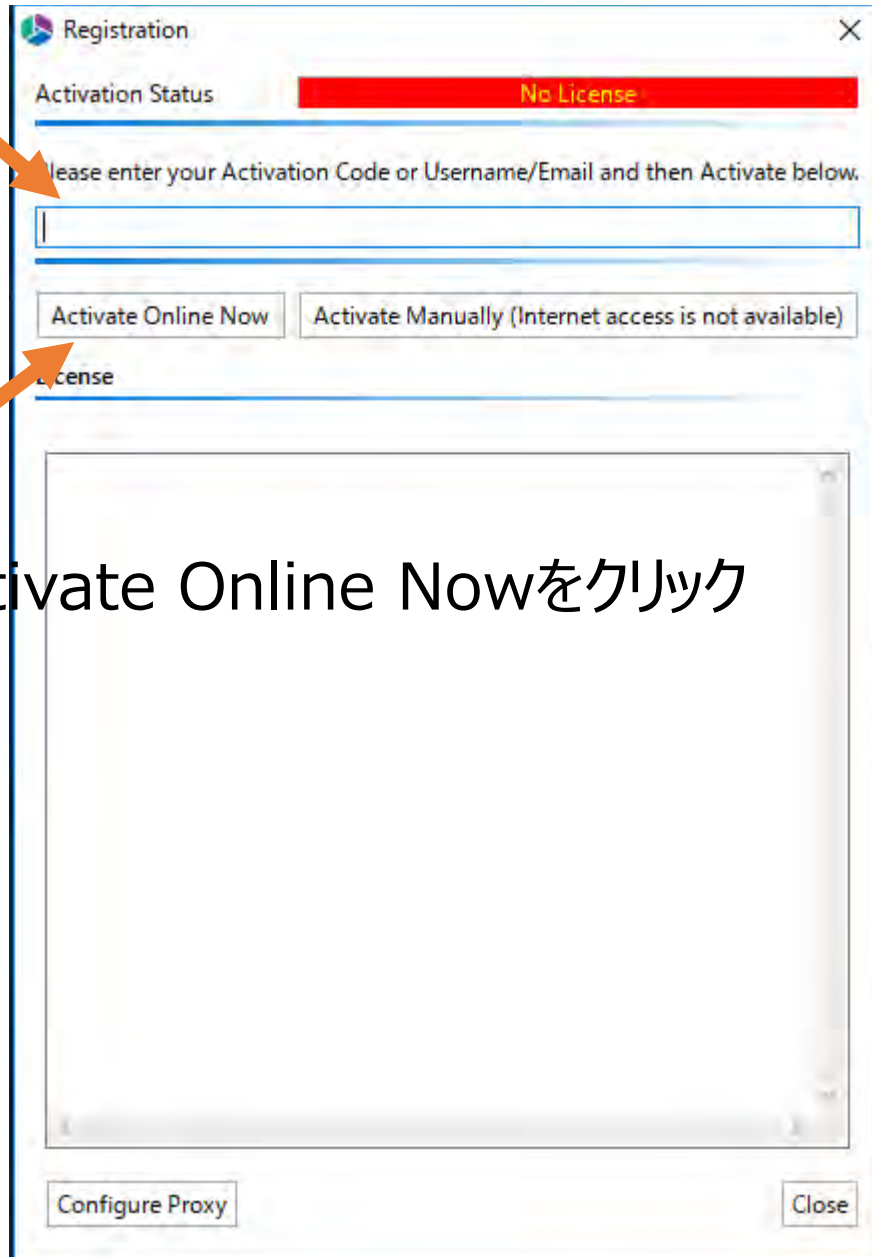 Registration
Activation Status No License
lease enter your Activation Code or Username/Email and then Activate below.
Activate Online Now Activate Manually (Internet access is not available)
cense
tivate Online Nowをクリック
Configure Proxy Close